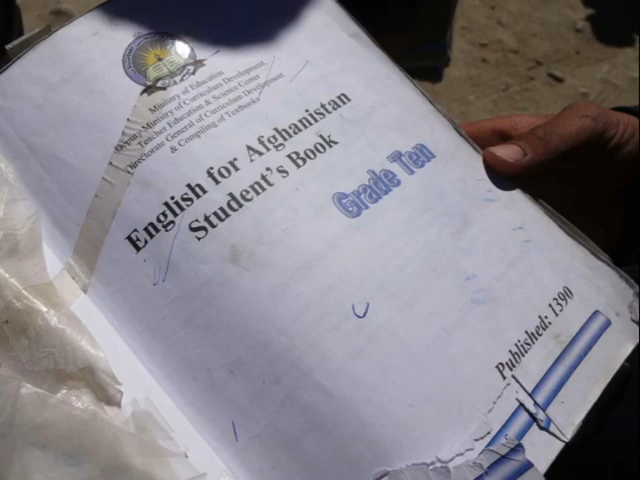 Ministry of Education
Deputy Ministry of Curriculum Development,
Teacher Education & Science Center
Directorate General of Curriculum Development
& Compiling of Textbooks
English for Afghanistan
Student's Book
Grade Ten
Published: 1390